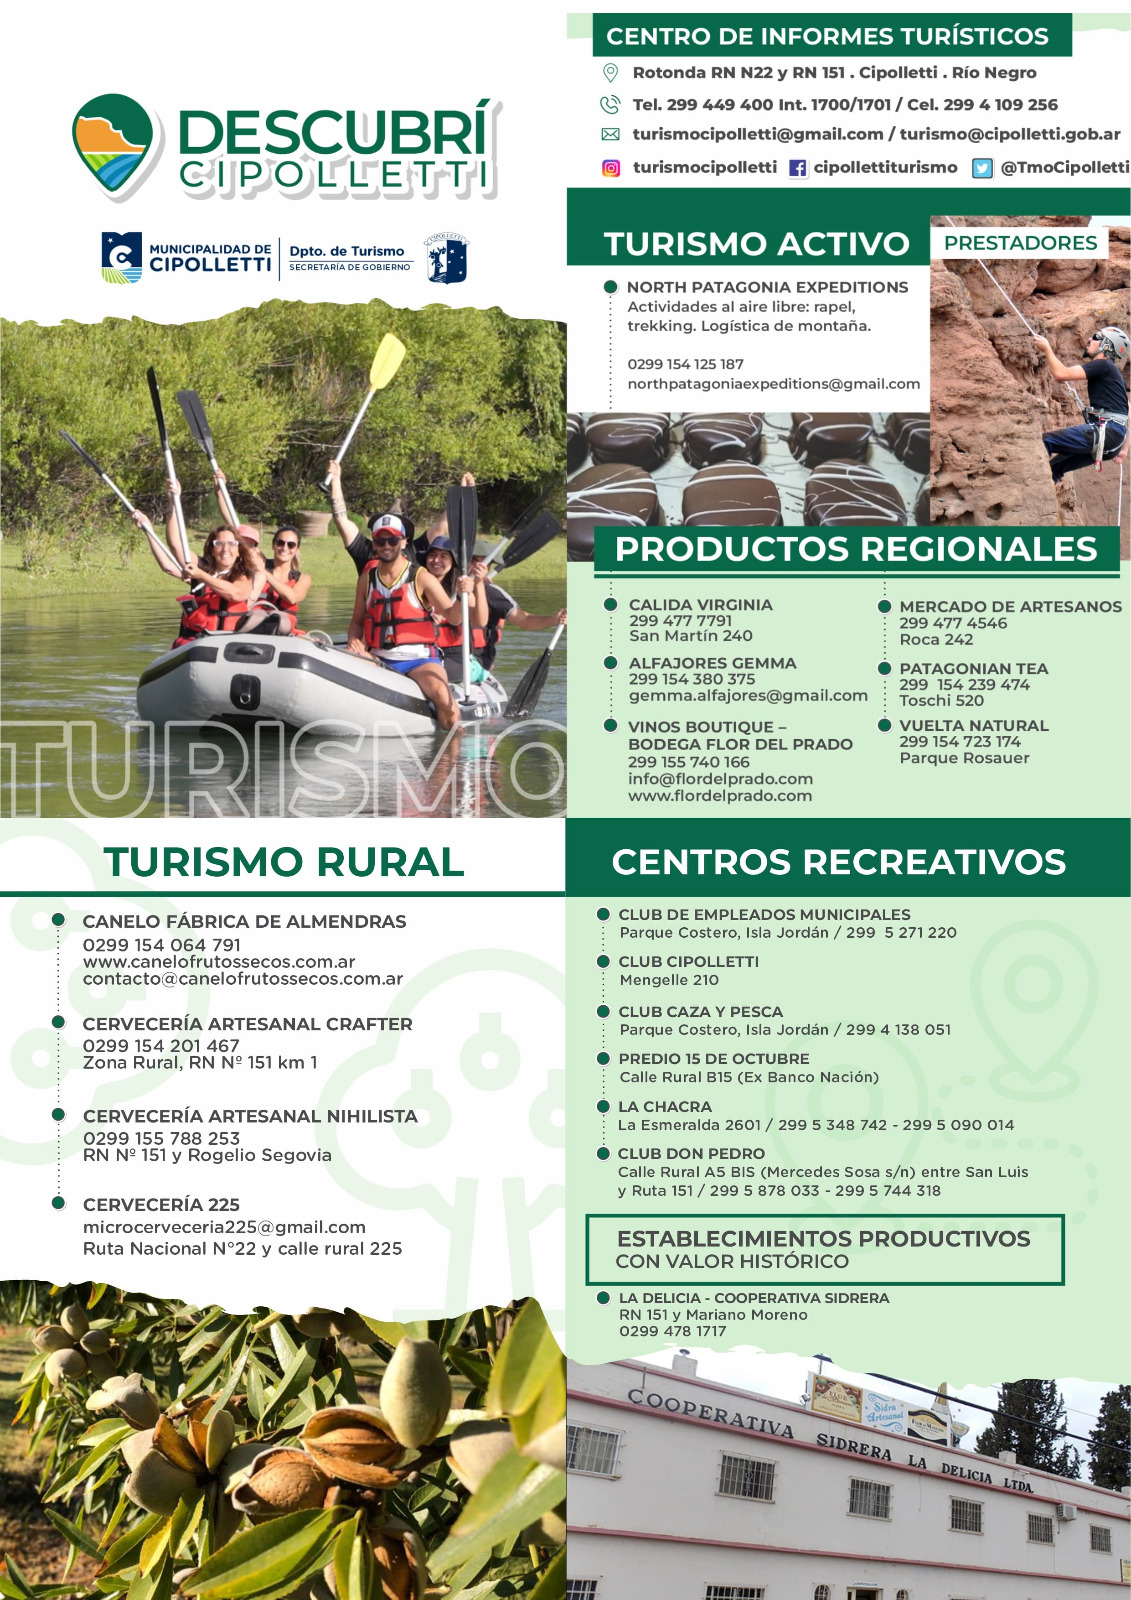 DESCUBRÍ
CIPOLLETTI
MUNICIPALIDAD DE
CIPOLLETTI
Dpto. de Turismo
SECRETARÍA DE GOBIERNO
CIPOLLETTI
TURISMO
CENTRO DE INFORMES TURÍSTICOS
Rotonda RN N22 y RN 151 . Cipolletti . Río Negro
Tel. 299 449 400 Int. 1700/1701 / Cel. 299 4 109 256
turismocipolletti@gmail.com / turismo@cipolletti.gob.ar
turismocipolletti cipollettiturismo @TmoCipolletti
TURISMO ACTIVO
PRESTADORES
NORTH PATAGONIA EXPEDITIONS
Actividades al aire libre: rapel,
trekking. Logística de montaña.
0299 154 125 187
northpatagoniaexpeditions@gmail.com
PRODUCTOS REGIONALES
CALIDA VIRGINIA
299 477 7791
San Martín 240
ALFAJORES GEMMA
299 154 380 375
gemma.alfajores@gmail.com
VINOS BOUTIQUE –
BODEGA FLOR DEL PRADO
299 155 740 166
info@flordelprado.com
www.flordelprado.com
MERCADO DE ARTESANOS
299 477 4546
Roca 242
PATAGONIAN TEA
299 154 239 474
Toschi 520
VUELTA NATURAL
299 154 723 174
Parque Rosauer
TURISMO RURAL
CANELO FÁBRICA DE ALMENDRAS
0299 154 064 791
www.canelofrutossecos.com.ar
contacto@canelofrutossecos.com.ar
CERVECERÍA ARTESANAL CRAFTER
0299 154 201 467
Zona Rural, RN Nº 151 km 1
CERVECERÍA ARTESANAL NIHILISTA
0299 155 788 253
RN Nº 151 y Rogelio Segovia
CERVECERÍA 225
microcerveceria225@gmail.com
Ruta Nacional N°22 y calle rural 225
CENTROS RECREATIVOS
CLUB DE EMPLEADOS MUNICIPALES
Parque Costero, Isla Jordán / 299 5 271 220
CLUB CIPOLLETTI
Mengelle 210
CLUB CAZA Y PESCA
Parque Costero, Isla Jordán / 299 4 138 051
PREDIO 15 DE OCTUBRE
Calle Rural B15 (Ex Banco Nación)
LA CHACRA
La Esmeralda 2601 / 299 5 348 742 - 299 5 090 014
CLUB DON PEDRO
Calle Rural A5 BIS (Mercedes Sosa s/n) entre San Luis
y Ruta 151 / 299 5 878 033 - 299 5 744 318
ESTABLECIMIENTOS PRODUCTIVOS
CON VALOR HISTÓRICO
LA DELICIA - COOPERATIVA SIDRERA
RN 151 y Mariano Moreno
0299 478 1717
Sidra
Artesanal
COOPERATIVA SIDRERA LA DELICIA LTDA.